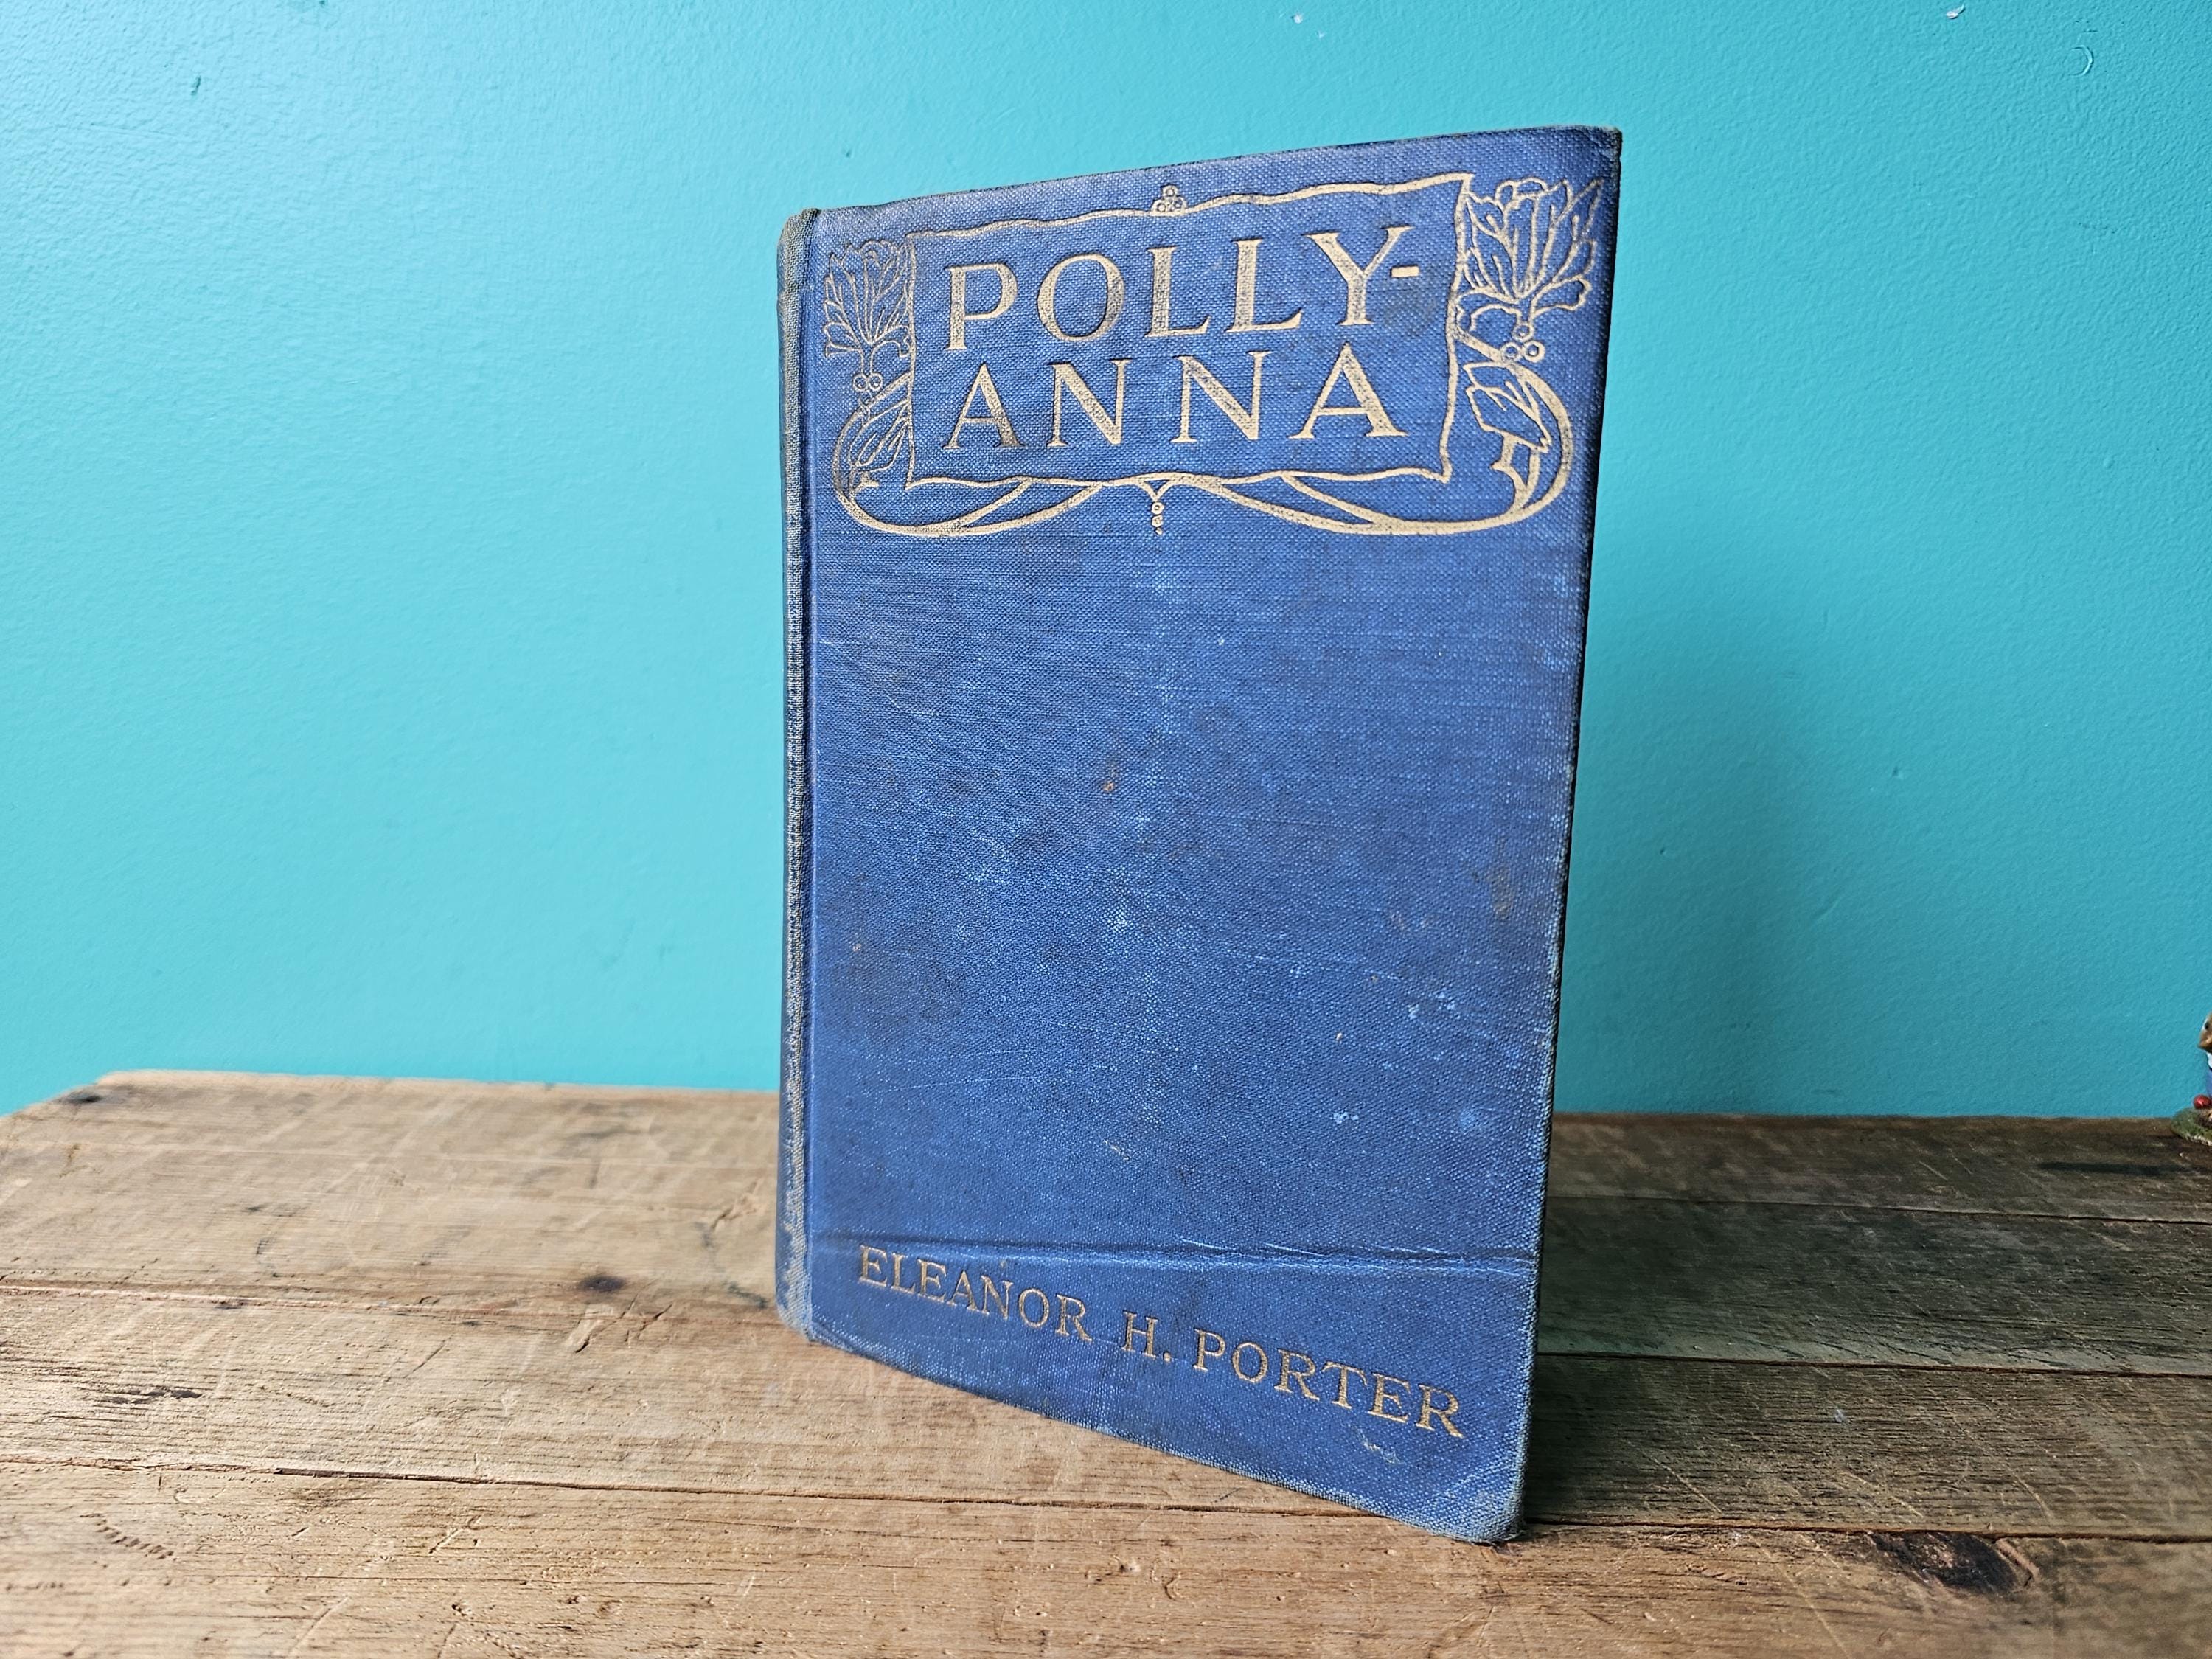 POLLY-
ANNA
ELEANOR H. PORTER